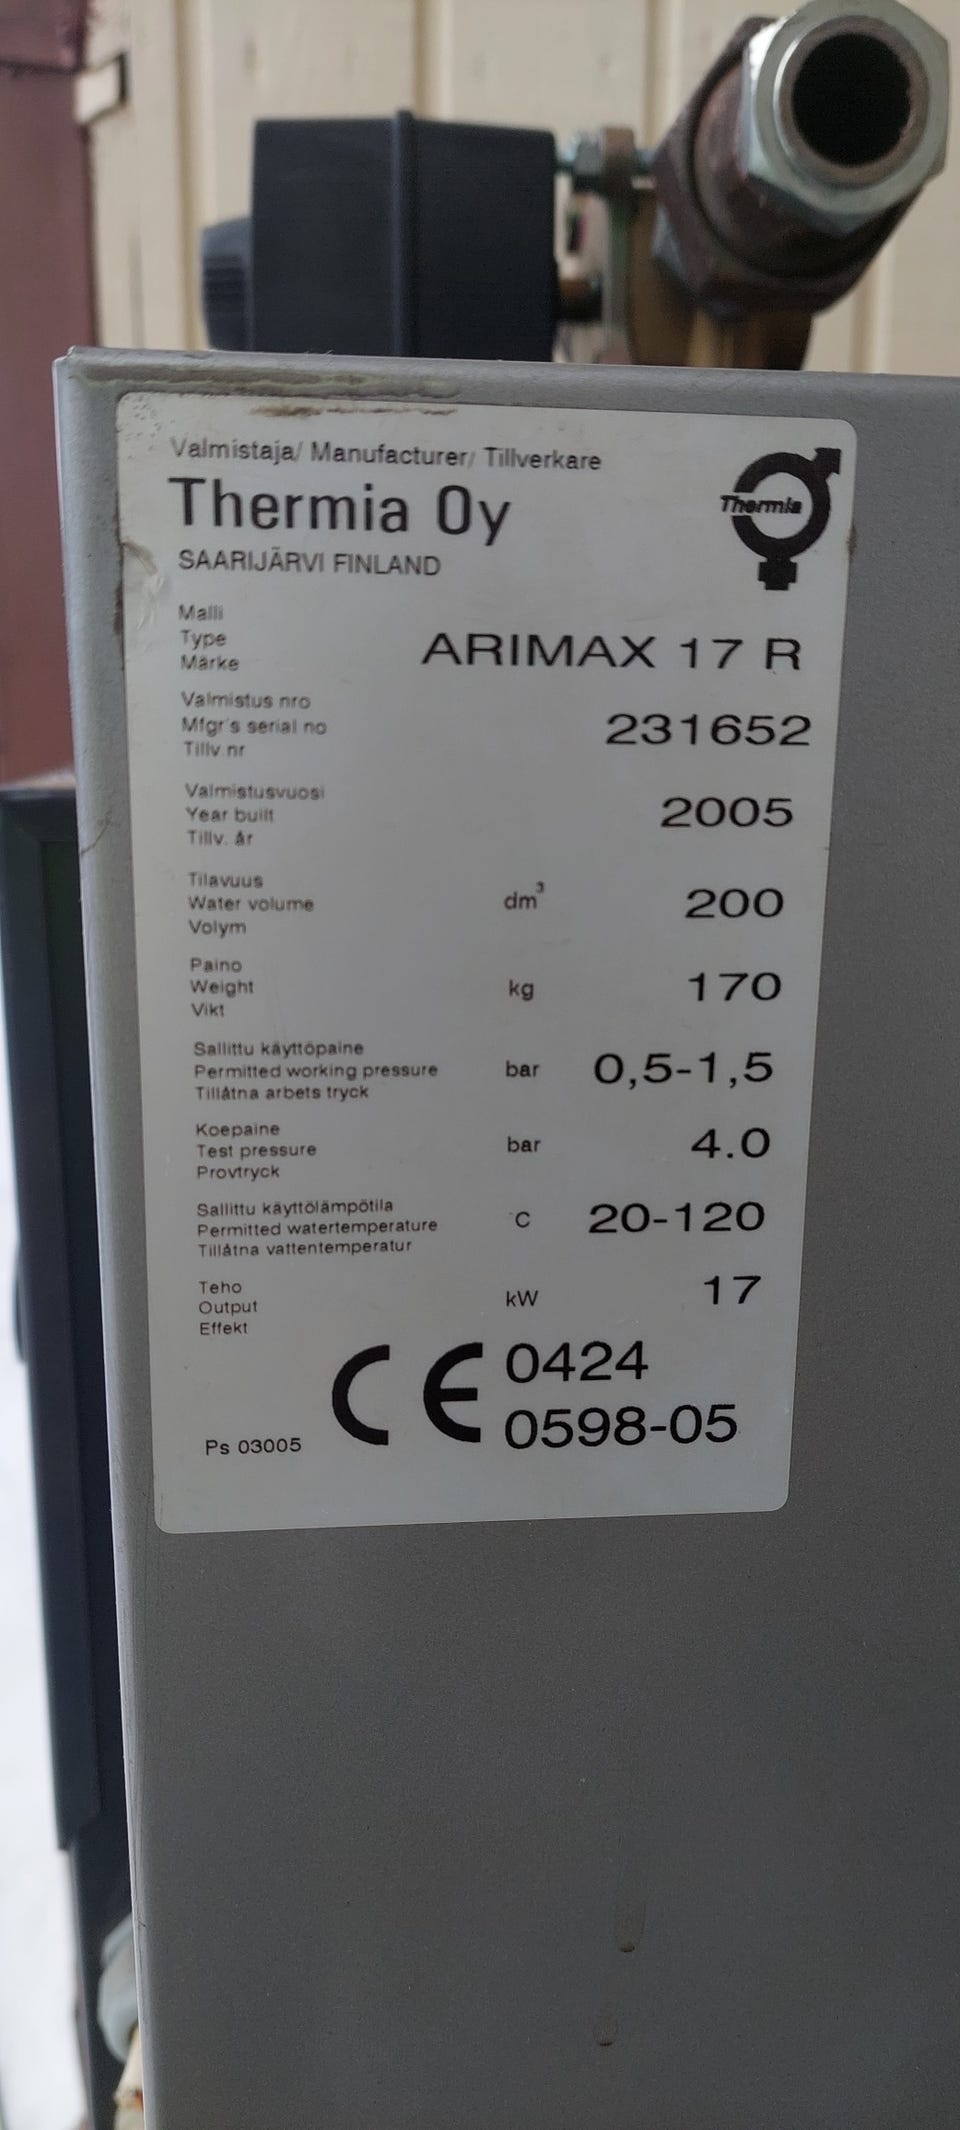 Valmistaja/ Manufacturer/ Tillverkare
Thermia Oy
SAARIJÄRVI FINLAND
Thermia
Malli
Type
Märke
ARIMAX 17 R
Valmistus nro
Mfgr's serial no
Tillv nr
231652
Valmistusvuosi
Year built
Tillv. år
2005
Tilavuus
Water volume
Volym
dm³ 200
Paino
Weight
Vikt
kg 170
Sallittu käyttöpaine
Permitted working pressure
Tillåtna arbets tryck
bar 0,5-1,5
Koepaine
Test pressure
Provtryck
bar 4.0
Sallittu käyttölämpötila
Permitted watertemperature
Tillåtna vattentemperatur
°C 20-120
Teho
Output
Effekt
kW 17
CE 0424
0598-05
Ps 03005